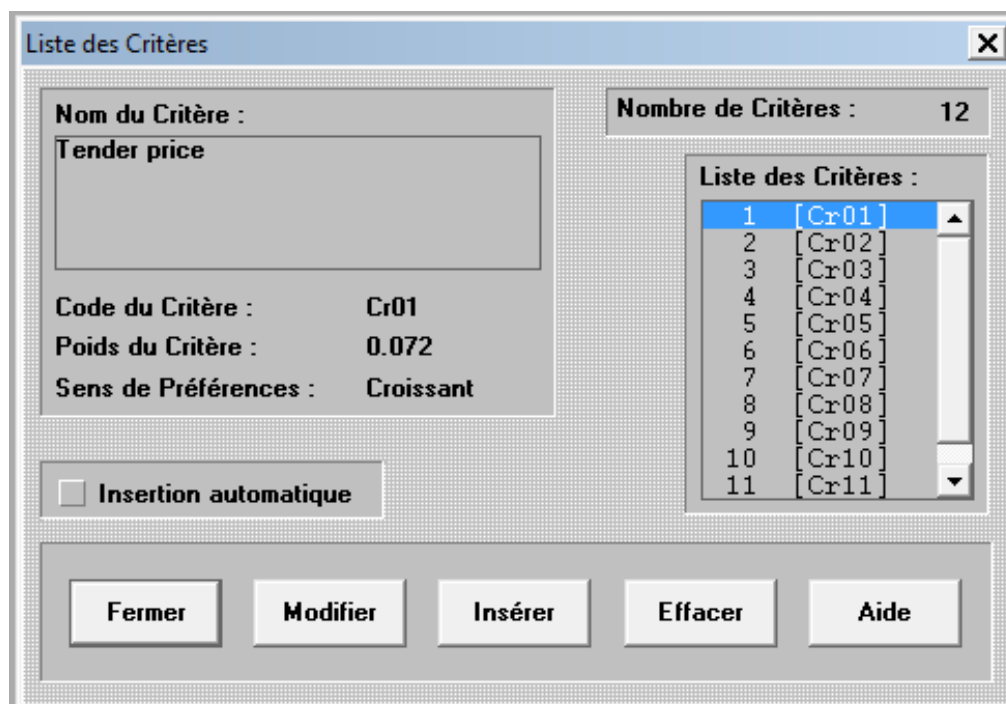 Liste des Critères
Nom du Critère :
Tender price
Code du Critère : Cr01
Poids du Critère : 0.072
Sens de Préférences : Croissant
Nombre de Critères : 12
Liste des Critères :
1 [Cr01]
2 [Cr02]
3 [Cr03]
4 [Cr04]
5 [Cr05]
6 [Cr06]
7 [Cr07]
8 [Cr08]
9 [Cr09]
10 [Cr10]
11 [Cr11]
Insertion automatique
Fermer Modifier Insérer Effacer Aide